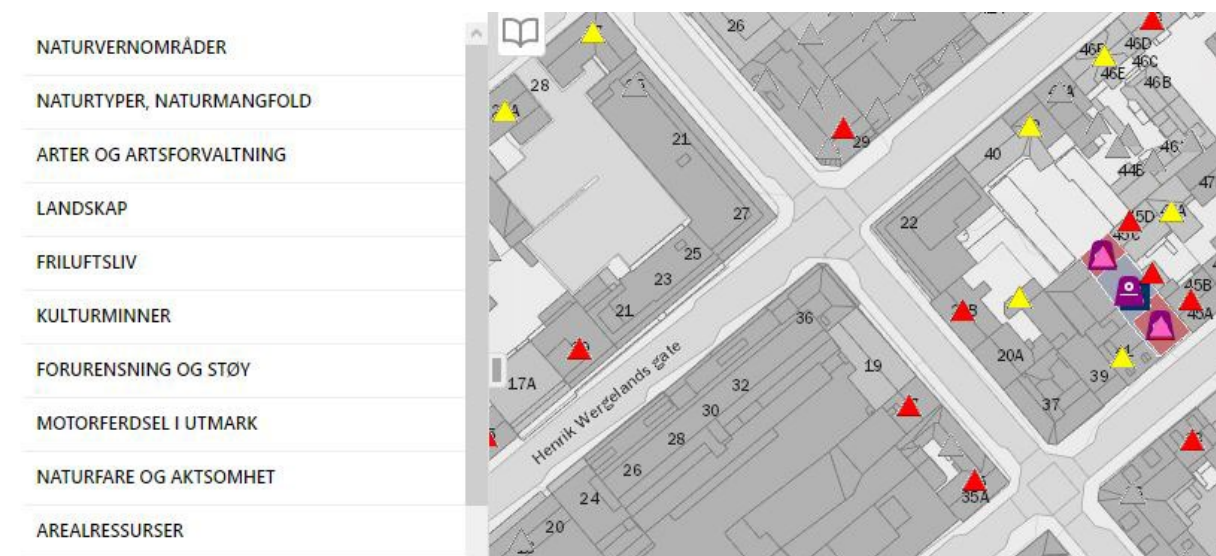 NATURVERNOMRÅDER
NATURTYPER, NATURMANGFOLD
ARTER OG ARTSFORVALTNING
LANDSKAP
FRILUFTSLIV
KULTURMINNER
FORURENSNING OG STØY
MOTORFERDSEL I UTMARK
NATURFARE OG AKTSOMHET
AREALRESSURSER
26
28
21
29
46D
46C
46E
46B
40
44B
47
27
22
45C
25
23
21
45B
45A
36
17A
Henrik Wergelands gate
19
20A
39
32
30
37
28
26
24
35A
20